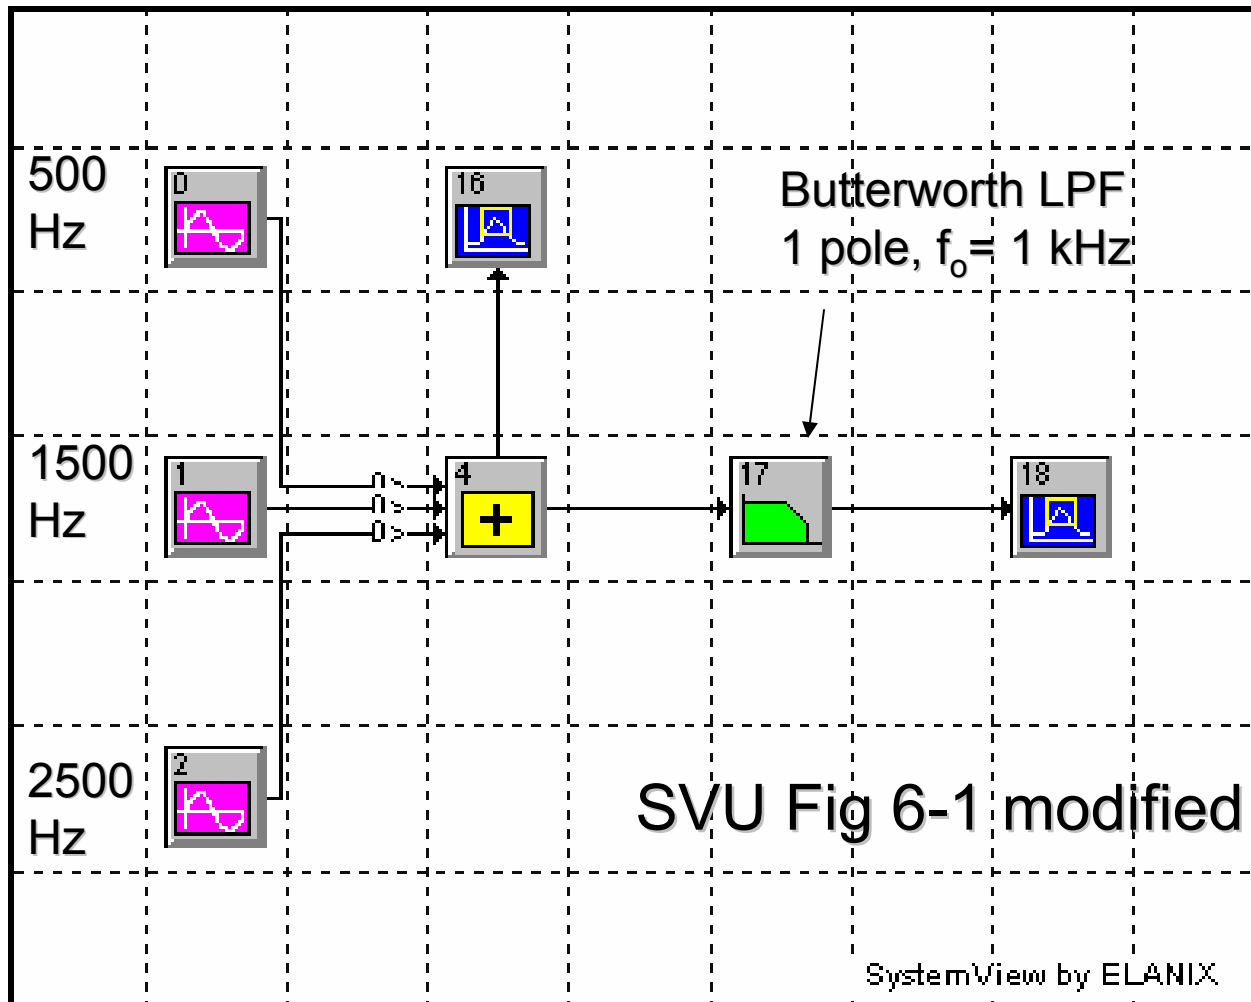 500
Hz
0
16
Butterworth LPF
1 pole, fo= 1 kHz
1500
Hz
1
0 >
0 >
0 >
4
+
17
18
2500
Hz
2
SVU Fig 6-1 modified
SystemView by ELANIX